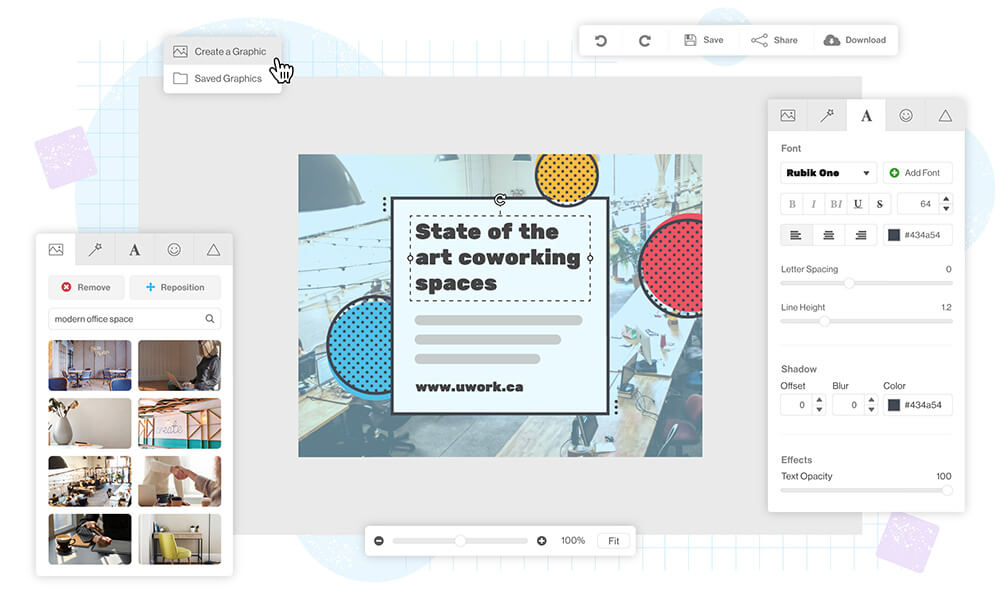 Create a Graphic
Saved Graphics
Save
Share
Download
Remove
Reposition
modern office space
create
State of the
art coworking
spaces
www.uwork.ca
100%
Fit
A
A
Font
Rubik One
Add Font
B I BI U S
64
#434a54
Letter Spacing 0
Line Height 1.2
Shadow
Offset Blur Color
0 0 #434a54
Effects
Text Opacity 100